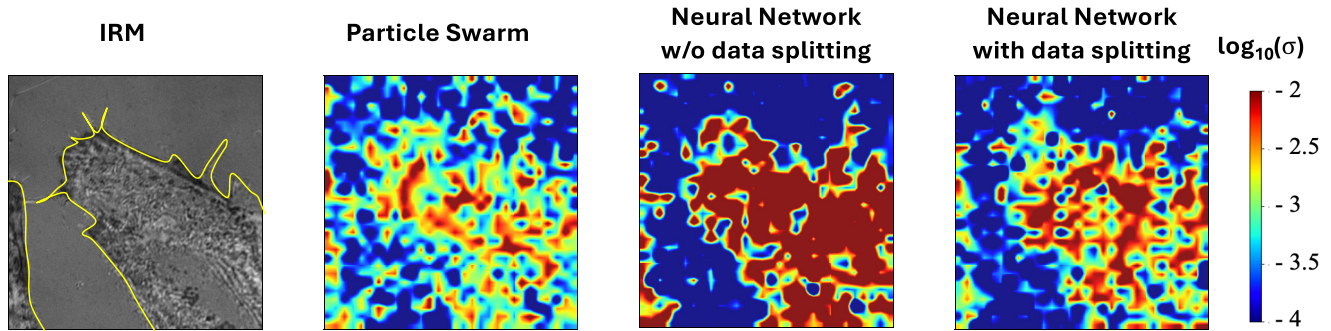 IRM
Particle Swarm
Neural Network
w/o data splitting
Neural Network
with data splitting
log₁₀(σ)
- 2
- 2.5
- 3
- 3.5
- 4